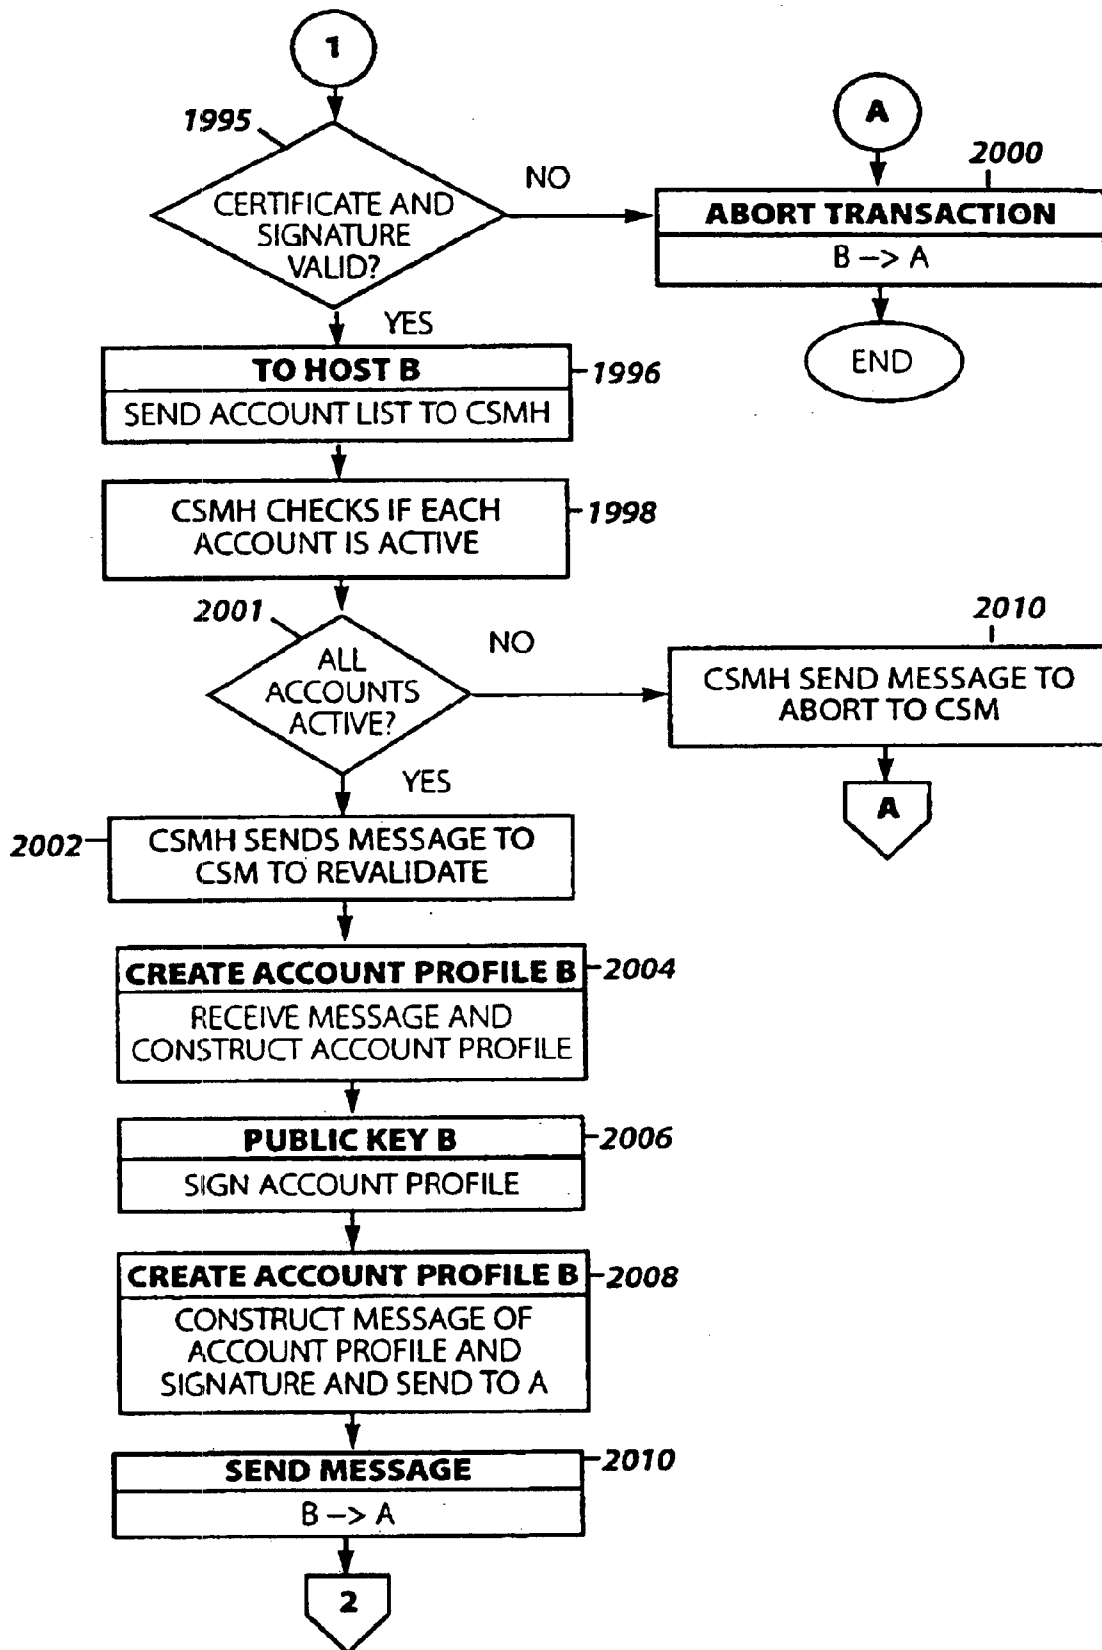 1
1995
CERTIFICATE AND
SIGNATURE
VALID?
NO
YES
A
2000
ABORT TRANSACTION
B —> A
END
TO HOST B
1996
SEND ACCOUNT LIST TO CSMH
CSMH CHECKS IF EACH
ACCOUNT IS ACTIVE
1998
2001
ALL
ACCOUNTS
ACTIVE?
NO
YES
2010
CSMH SEND MESSAGE TO
ABORT TO CSM
A
2002
CSMH SENDS MESSAGE TO
CSM TO REVALIDATE
CREATE ACCOUNT PROFILE B
2004
RECEIVE MESSAGE AND
CONSTRUCT ACCOUNT PROFILE
PUBLIC KEY B
2006
SIGN ACCOUNT PROFILE
CREATE ACCOUNT PROFILE B
2008
CONSTRUCT MESSAGE OF
ACCOUNT PROFILE AND
SIGNATURE AND SEND TO A
SEND MESSAGE
2010
B —> A
2